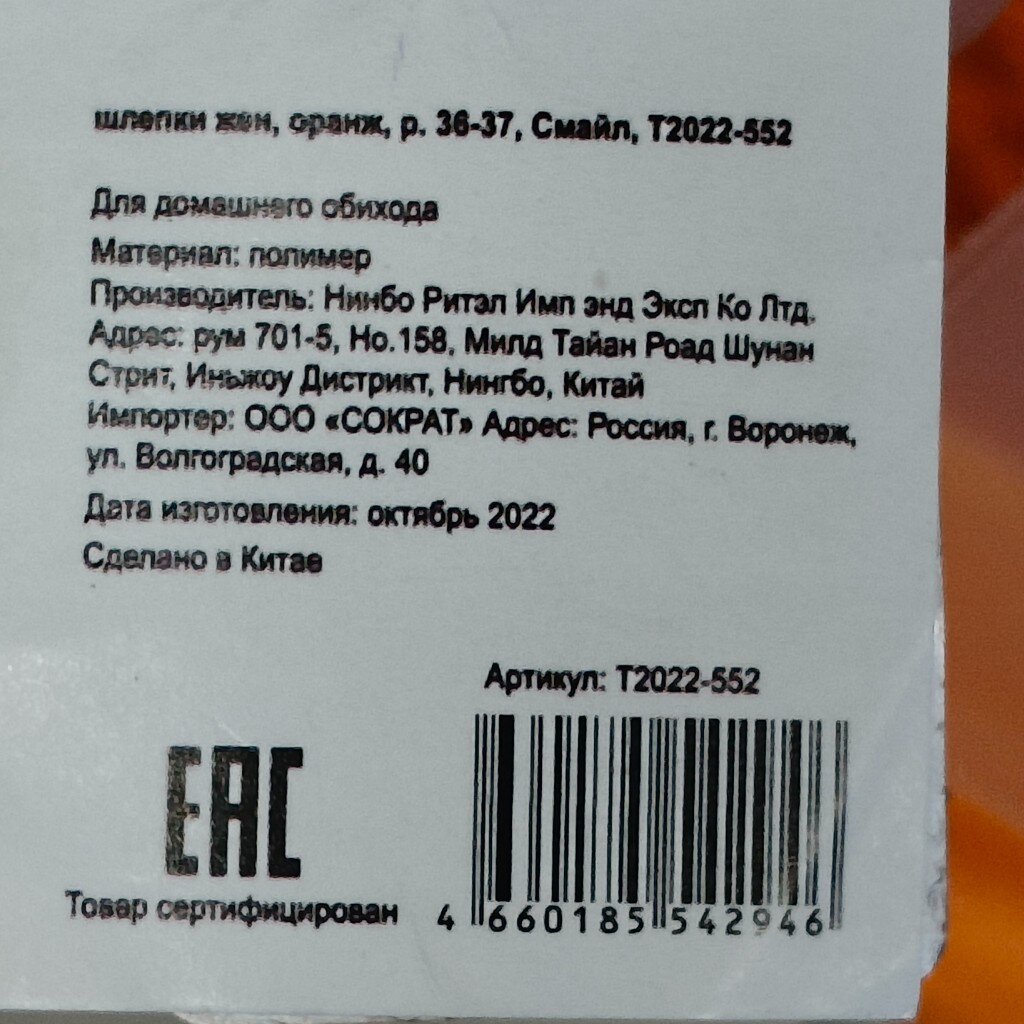 шлепки жен, оранж, р. 36-37, Смайл, Т2022-552
Для домашнего обихода
Материал: полимер
Производитель: Нинбо Ритэл Имп энд Эксп Ко Лтд.
Адрес: рум 701-5, Но.158, Милд Тайан Роад Шунан
Стрит, Иньжоу Дистрикт, Нингбо, Китай
Импортер: ООО «СОКРАТ» Адрес: Россия, г. Воронеж,
ул. Волгоградская, д. 40
Дата изготовления: октябрь 2022
Сделано в Китае
Артикул: Т2022-552
ЕАС
Товар сертифицирован
4 660185 542946